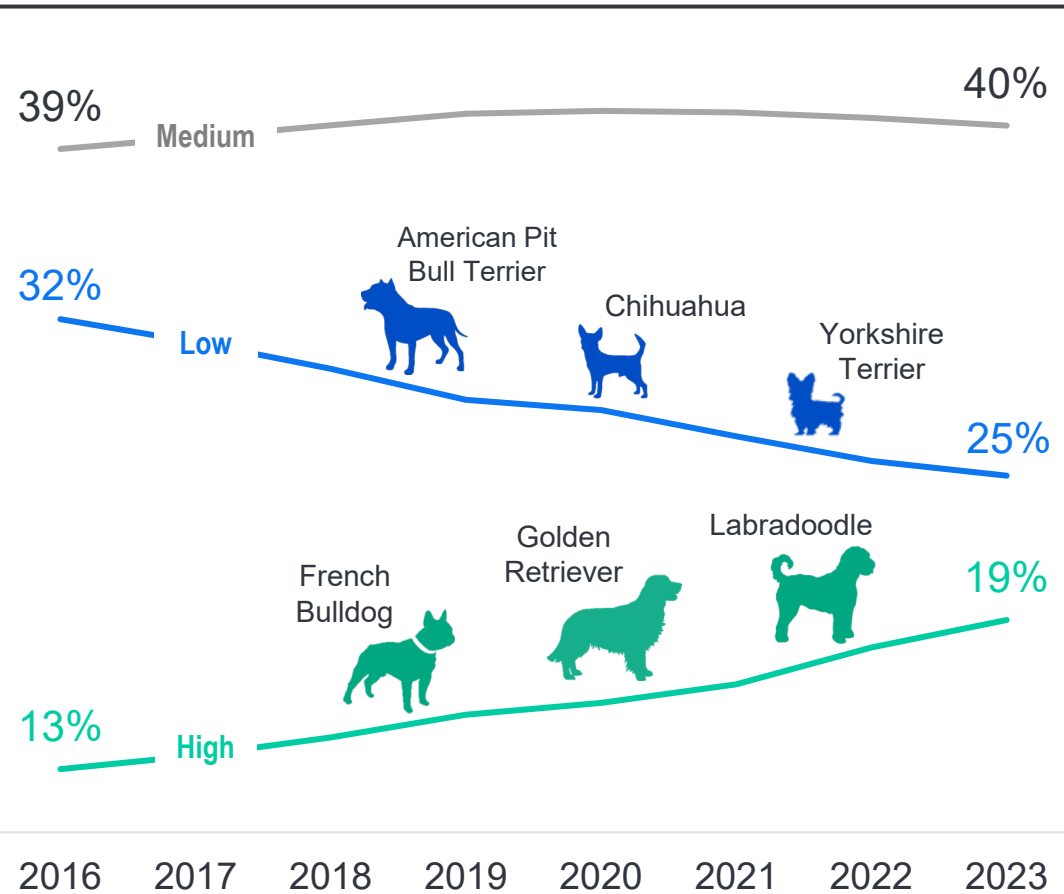 39%
40%
Medium
American Pit
Bull Terrier
32%
Chihuahua
Low
Yorkshire
Terrier
25%
Labradoodle
Golden
Retriever
French
Bulldog
19%
13%
High
2016 2017 2018 2019 2020 2021 2022 2023